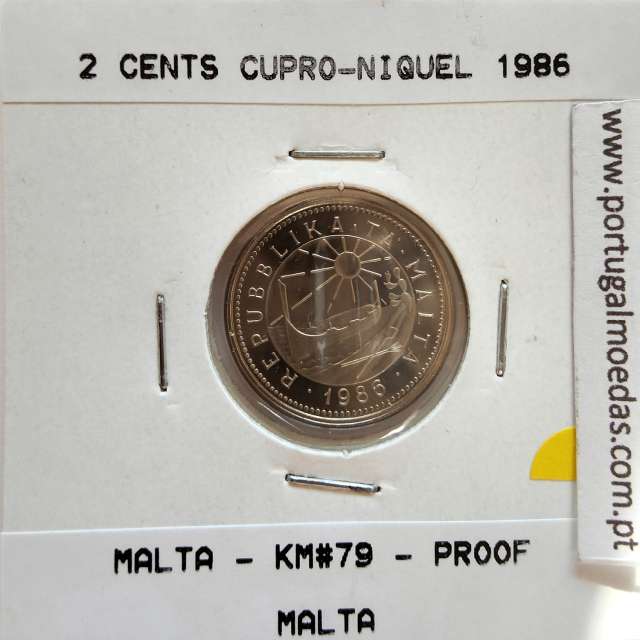 2 CENTS CUPRO-NIQUEL 1986
REPUBBLIKA · TA · MALTA
· 1986 ·
www.portugalmoedas.com.pt
MALTA - KM#79 - PROOF
MALTA